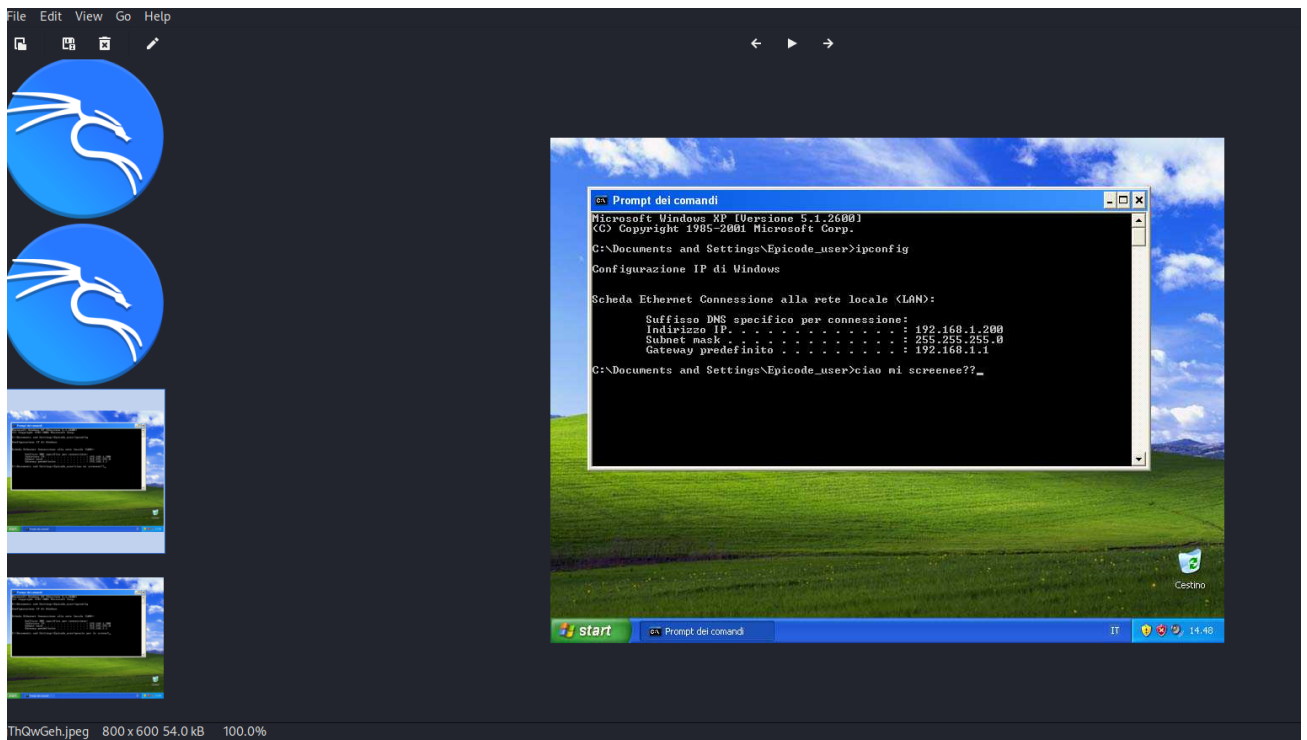 File Edit View Go Help
Prompt dei comandi
Microsoft Windows XP [Versione 5.1.2600]
(C) Copyright 1985-2001 Microsoft Corp.
C:\Documents and Settings\Epicode_user>ipconfig
Configurazione IP di Windows
Scheda Ethernet Connessione alla rete locale (LAN):
Suffisso DNS specifico per connessione:
Indirizzo IP. . . . . . . . . . . . . : 192.168.1.200
Subnet mask . . . . . . . . . . . . . : 255.255.255.0
Gateway predefinito . . . . . . . . . : 192.168.1.1
C:\Documents and Settings\Epicode_user>ciao mi screenee??_
Cestino
start Prompt dei comandi IT 14.48
ThQwGeh.jpeg 800 x 600 54.0 kB 100.0%